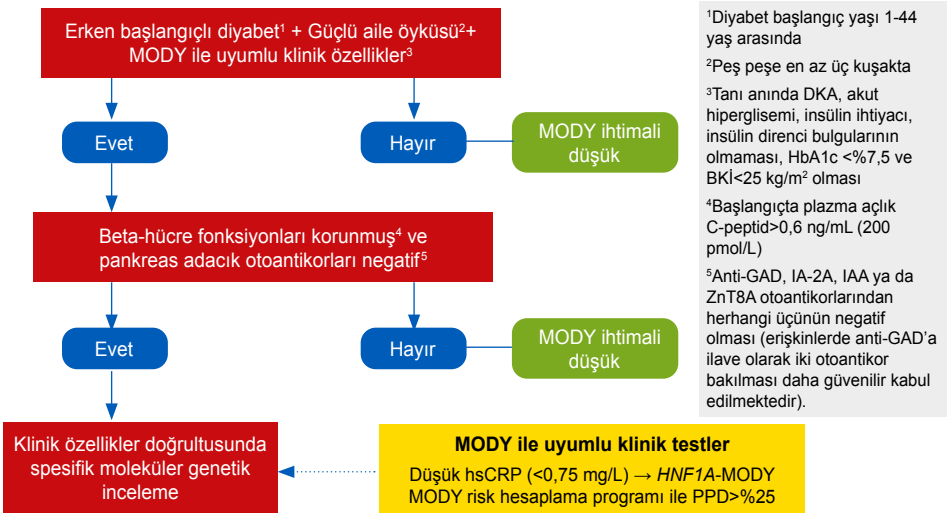 Erken başlangıçlı diyabet¹ + Güçlü aile öyküsü²+
MODY ile uyumlu klinik özellikler³
Evet
Hayır
MODY ihtimali
düşük
Beta-hücre fonksiyonları korunmuş⁴ ve
pankreas adacık otoantikorları negatif⁵
Evet
Hayır
MODY ihtimali
düşük
Klinik özellikler doğrultusunda
spesifik moleküler genetik
inceleme
MODY ile uyumlu klinik testler
Düşük hsCRP (<0,75 mg/L) → HNF1A-MODY
MODY risk hesaplama programı ile PPD>%25
¹Diyabet başlangıç yaşı 1-44
yaş arasında
²Peş peşe en az üç kuşakta
³Tanı anında DKA, akut
hiperglisemi, insülin ihtiyacı,
insülin direnci bulgularının
olmaması, HbA1c <%7,5 ve
BKİ<25 kg/m² olması
⁴Başlangıçta plazma açlık
C-peptid>0,6 ng/mL (200
pmol/L)
⁵Anti-GAD, IA-2A, IAA ya da
ZnT8A otoantikorlarından
herhangi üçünün negatif
olması (erişkinlerde anti-GAD’a
ilave olarak iki otoantikor
bakılması daha güvenilir kabul
edilmektedir).